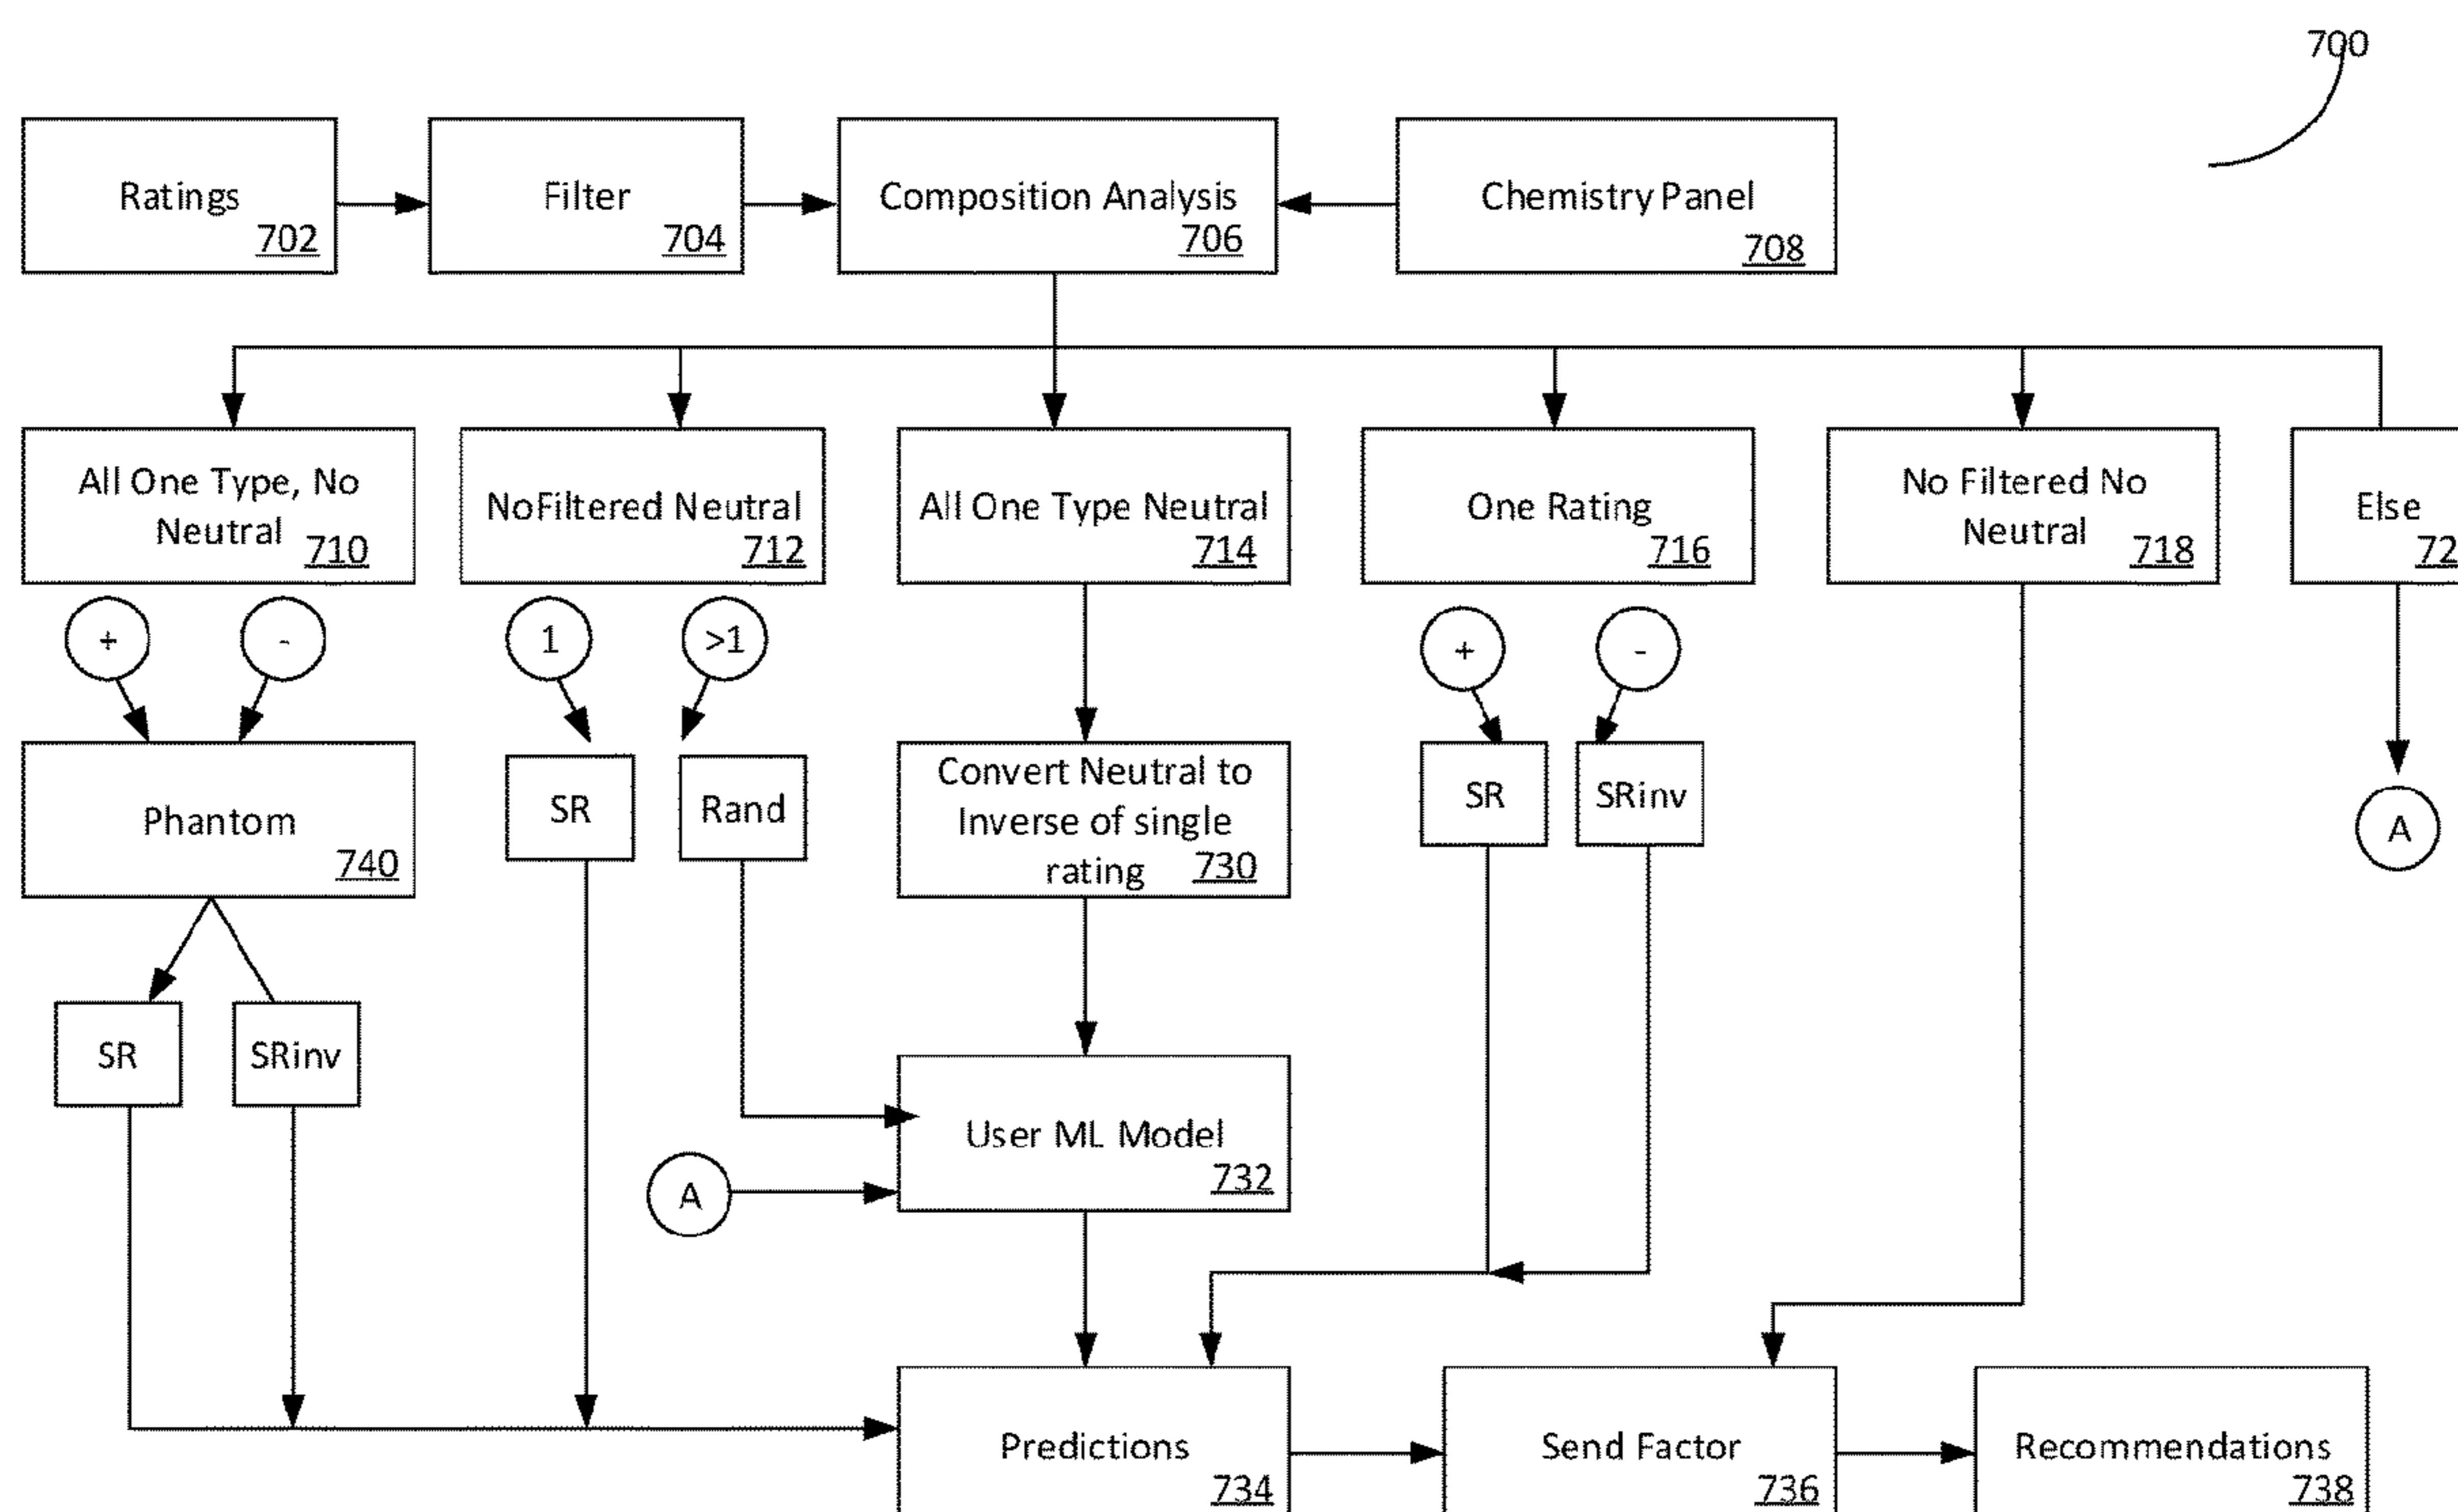 700
Ratings
702
Filter
704
Composition Analysis
706
Chemistry Panel
708
All One Type, No
Neutral
710
NoFiltered Neutral
712
All One Type Neutral
714
One Rating
716
No Filtered No
Neutral
718
Else
72
+
-
1
>1
+
-
Phantom
740
SR
Rand
Convert Neutral to
Inverse of single
rating
730
SR
SRinv
A
SR
SRinv
User ML Model
732
A
Predictions
734
Send Factor
736
Recommendations
738